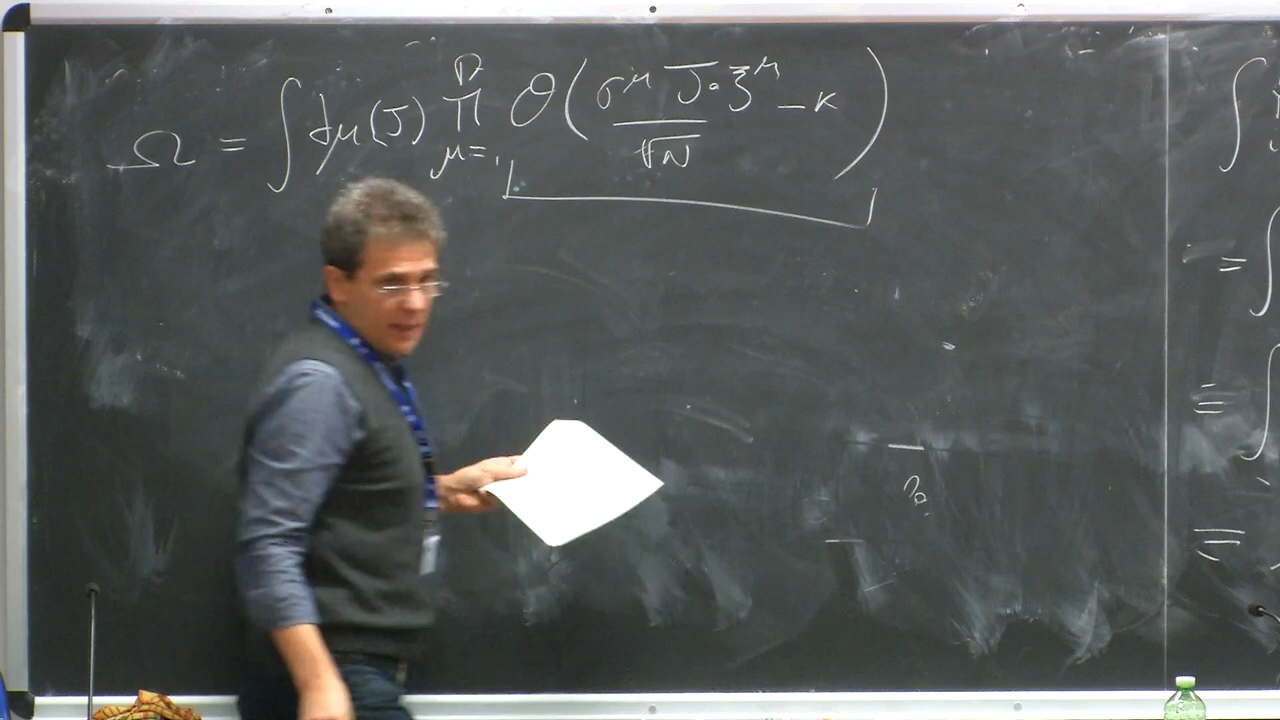 Ω = ∫ dμ(J) ∏_{μ=1}^{P} θ( σ^μ J·ξ^μ / √N − κ )
∫
= ∫
= ∫
=